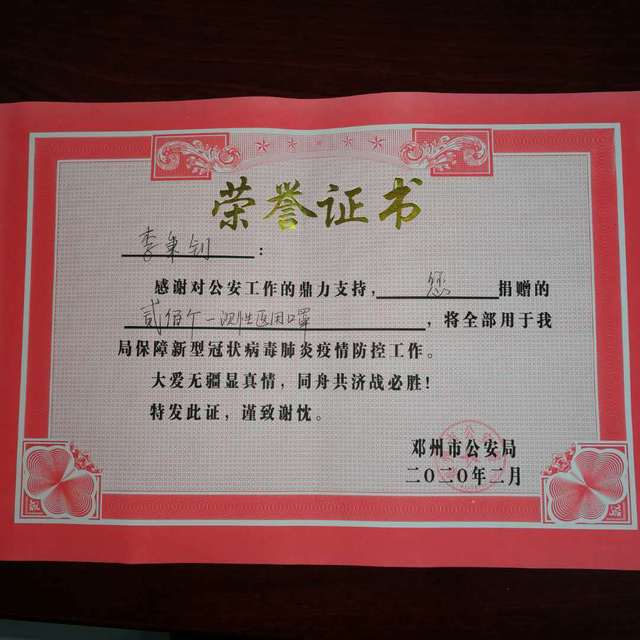 荣誉证书
李秉钊:
感谢对公安工作的鼎力支持,您捐赠的
贰佰个一次性医用口罩,将全部用于我
局保障新型冠状病毒肺炎疫情防控工作。
大爱无疆显真情,同舟共济战必胜!
特发此证,谨致谢忱。
邓州市公安局
二〇二〇年二月